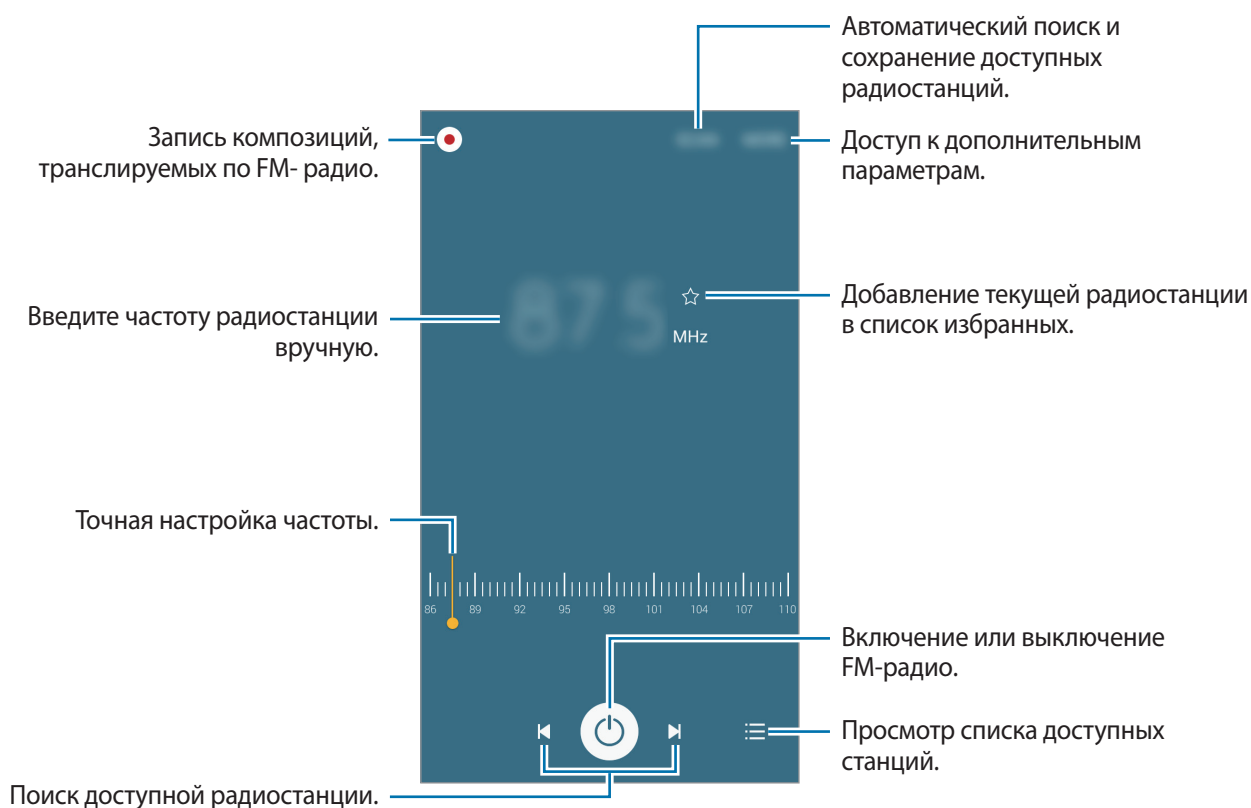 Автоматический поиск и
сохранение доступных
радиостанций.
Запись композиций,
транслируемых по FM- радио.
Доступ к дополнительным
параметрам.
Добавление текущей радиостанции
в список избранных.
Введите частоту радиостанции
вручную.
MHz
Точная настройка частоты.
86 89 92 95 98 101 104 107 110
Включение или выключение
FM-радио.
Просмотр списка доступных
станций.
Поиск доступной радиостанции.